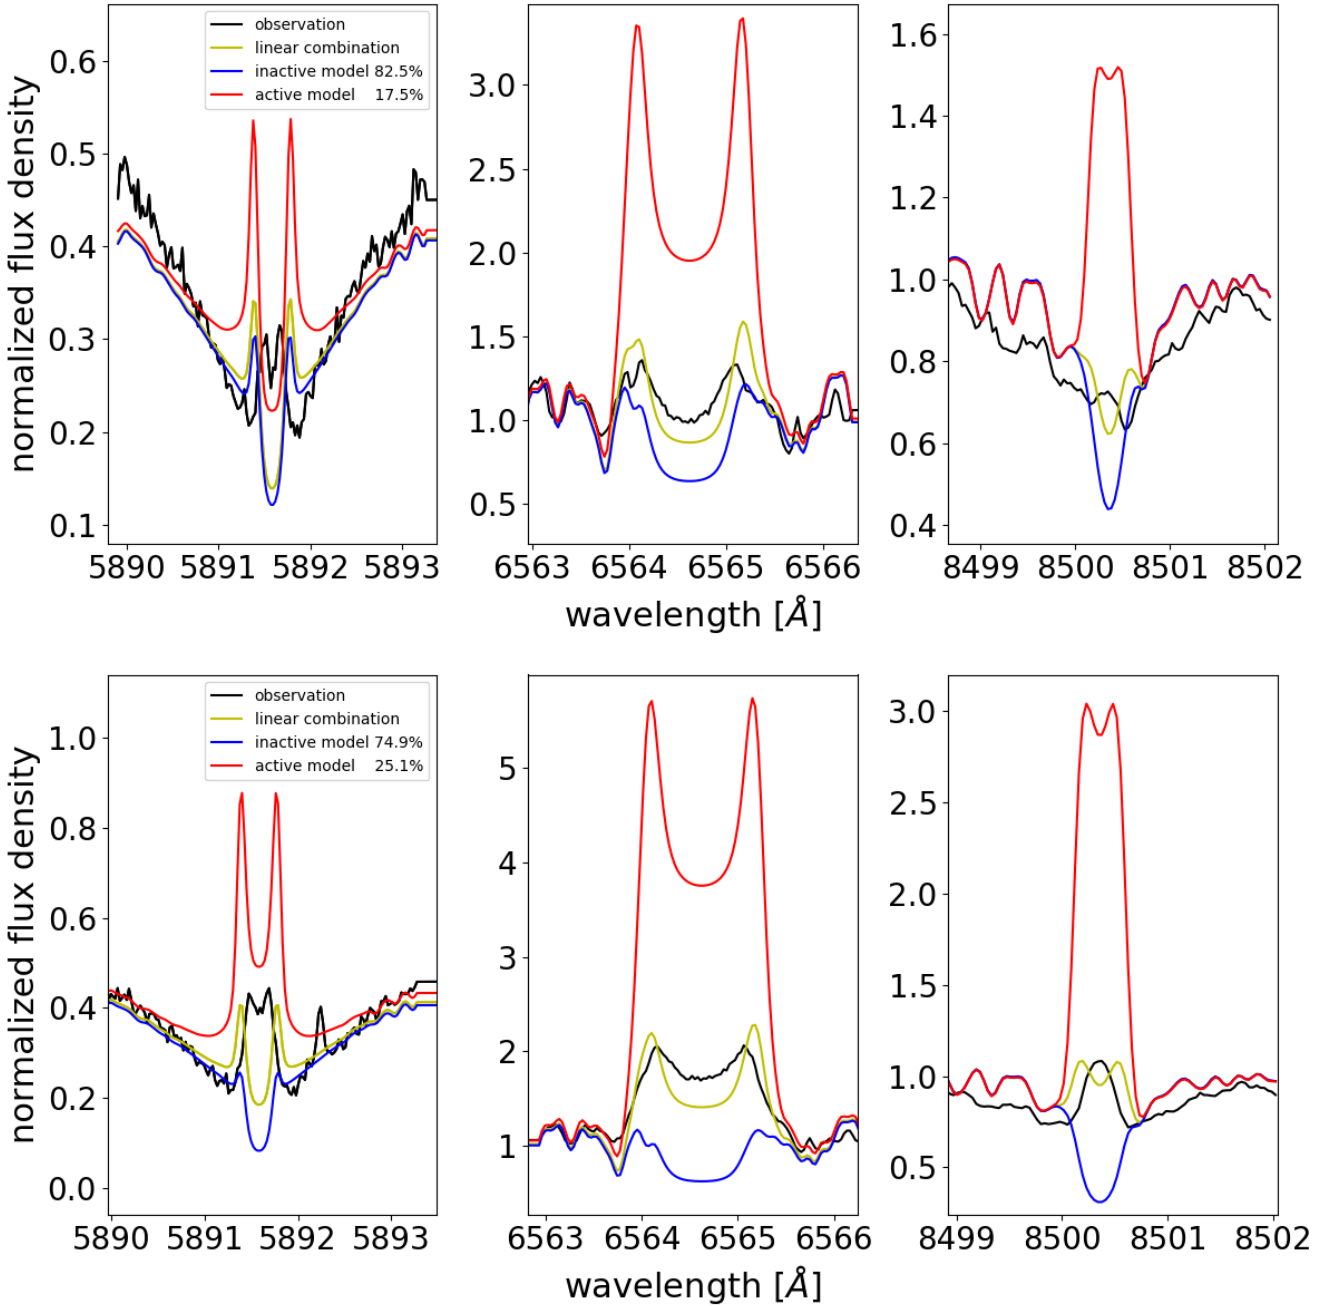 normalized flux density
0.6
0.5
0.4
0.3
0.2
0.1
observation
linear combination
inactive model 82.5%
active model 17.5%
5890 5891 5892 5893
3.0
2.5
2.0
1.5
1.0
0.5
6563 6564 6565 6566
1.6
1.4
1.2
1.0
0.8
0.6
0.4
8499 8500 8501 8502
wavelength [Å]
normalized flux density
1.0
0.8
0.6
0.4
0.2
0.0
observation
linear combination
inactive model 74.9%
active model 25.1%
5890 5891 5892 5893
5
4
3
2
1
6563 6564 6565 6566
3.0
2.5
2.0
1.5
1.0
0.5
8499 8500 8501 8502
wavelength [Å]